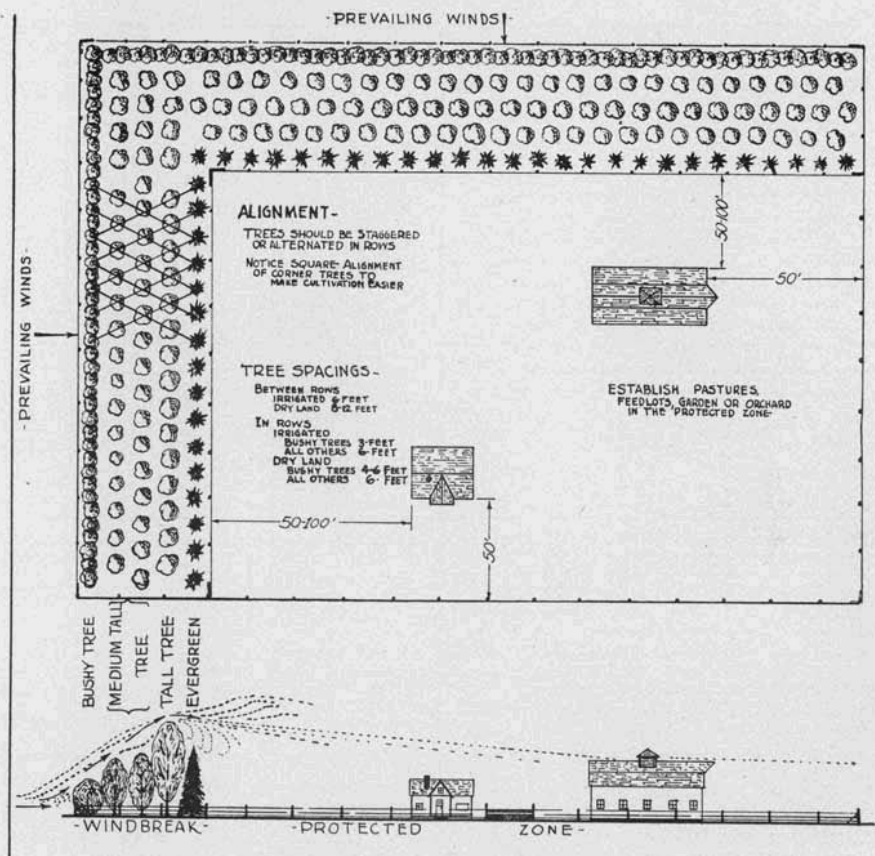 -PREVAILING WINDS-
-PREVAILING WINDS-
ALIGNMENT-
TREES SHOULD BE STAGGERED
OR ALTERNATED IN ROWS
NOTICE SQUARE ALIGNMENT
OF CORNER TREES TO
MAKE CULTIVATION EASIER
50-100'
50'
TREE SPACINGS-
BETWEEN ROWS
IRRIGATED 6 FEET
DRY LAND 8-12 FEET
IN ROWS
IRRIGATED
BUSHY TREES 3-FEET
ALL OTHERS 6-FEET
DRY LAND
BUSHY TREES 4-6 FEET
ALL OTHERS 6- FEET
ESTABLISH PASTURES,
FEEDLOTS, GARDEN OR ORCHARD
IN THE PROTECTED ZONE-
50-100'
50'
BUSHY TREE
MEDIUM TALL
TREE
TALL TREE
EVERGREEN
-WINDBREAK- -PROTECTED ZONE-